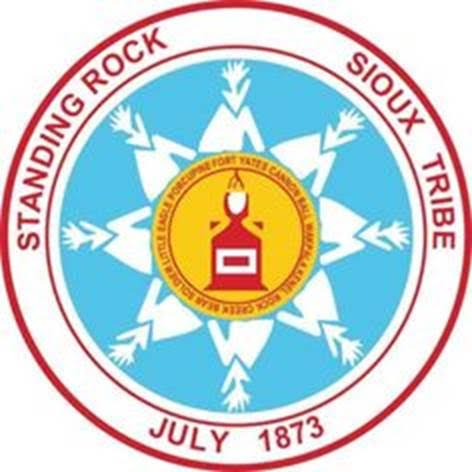 STANDING ROCK
SIOUX TRIBE
FORT YATES CANNON BALL WAKPALA KENEL ROCK CREEK BEAR SOLDIER LITTLE EAGLE PORCUPINE
JULY 1873